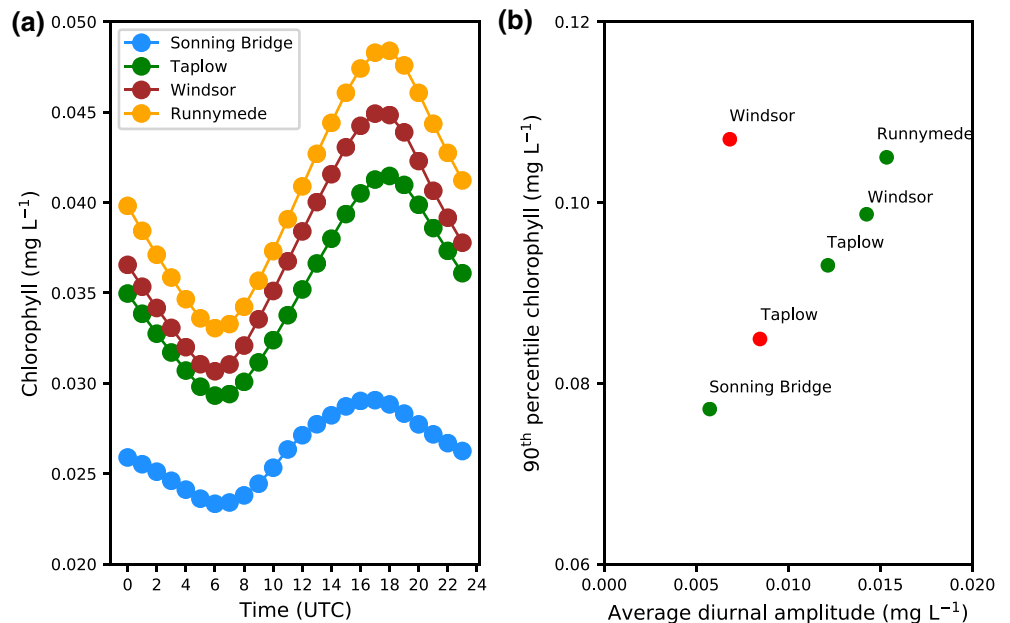 (a)
Chlorophyll (mg L⁻¹)
0.050
0.045
0.040
0.035
0.030
0.025
0.020
Sonning Bridge
Taplow
Windsor
Runnymede
0 2 4 6 8 10 12 14 16 18 20 22 24
Time (UTC)
(b)
90ᵗʰ percentile chlorophyll (mg L⁻¹)
0.12
0.10
0.08
0.06
Windsor
Runnymede
Windsor
Taplow
Taplow
Sonning Bridge
0.000 0.005 0.010 0.015 0.020
Average diurnal amplitude (mg L⁻¹)